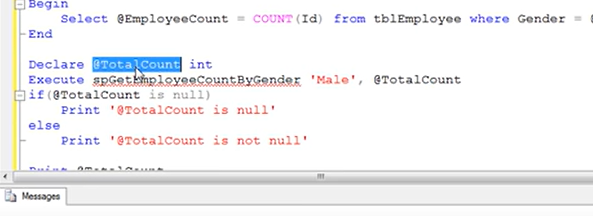 Begin
Select @EmployeeCount = COUNT(Id) from tblEmployee where Gender =
End
Declare @TotalCount int
Execute spGetEmployeeCountByGender 'Male', @TotalCount
if(@TotalCount is null)
Print '@TotalCount is null'
else
Print '@TotalCount is not null'
Print @TotalCount
Messages